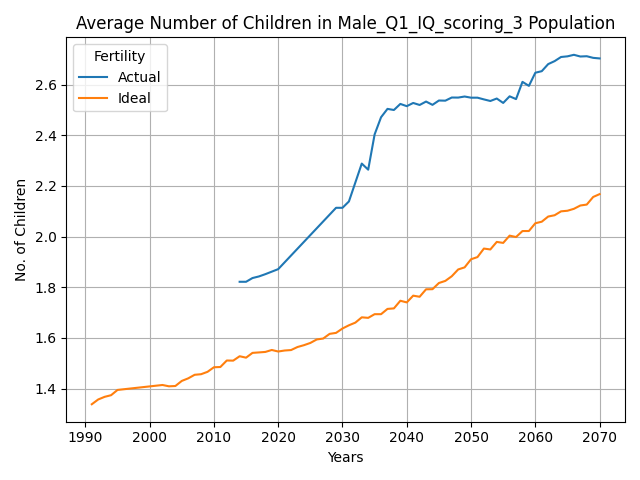 Average Number of Children in Male_Q1_IQ_scoring_3 Population
Fertility
Actual
Ideal
No. of Children
2.6
2.4
2.2
2.0
1.8
1.6
1.4
1990 2000 2010 2020 2030 2040 2050 2060 2070
Years